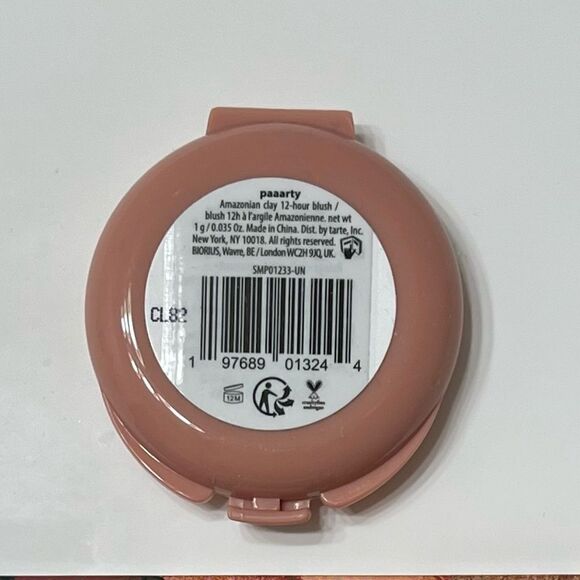 paaarty
Amazonian clay 12-hour blush /
blush 12h à l'argile Amazonienne. net wt
1 g / 0.035 Oz. Made in China. Dist. by tarte, Inc.
New York, NY 10018. All rights reserved.
BIORIUS, Wavre, BE / London WC2H 9JQ, UK.
SMP01233-UN
CL82
1 97689 01324 4
12M
crueltyfree